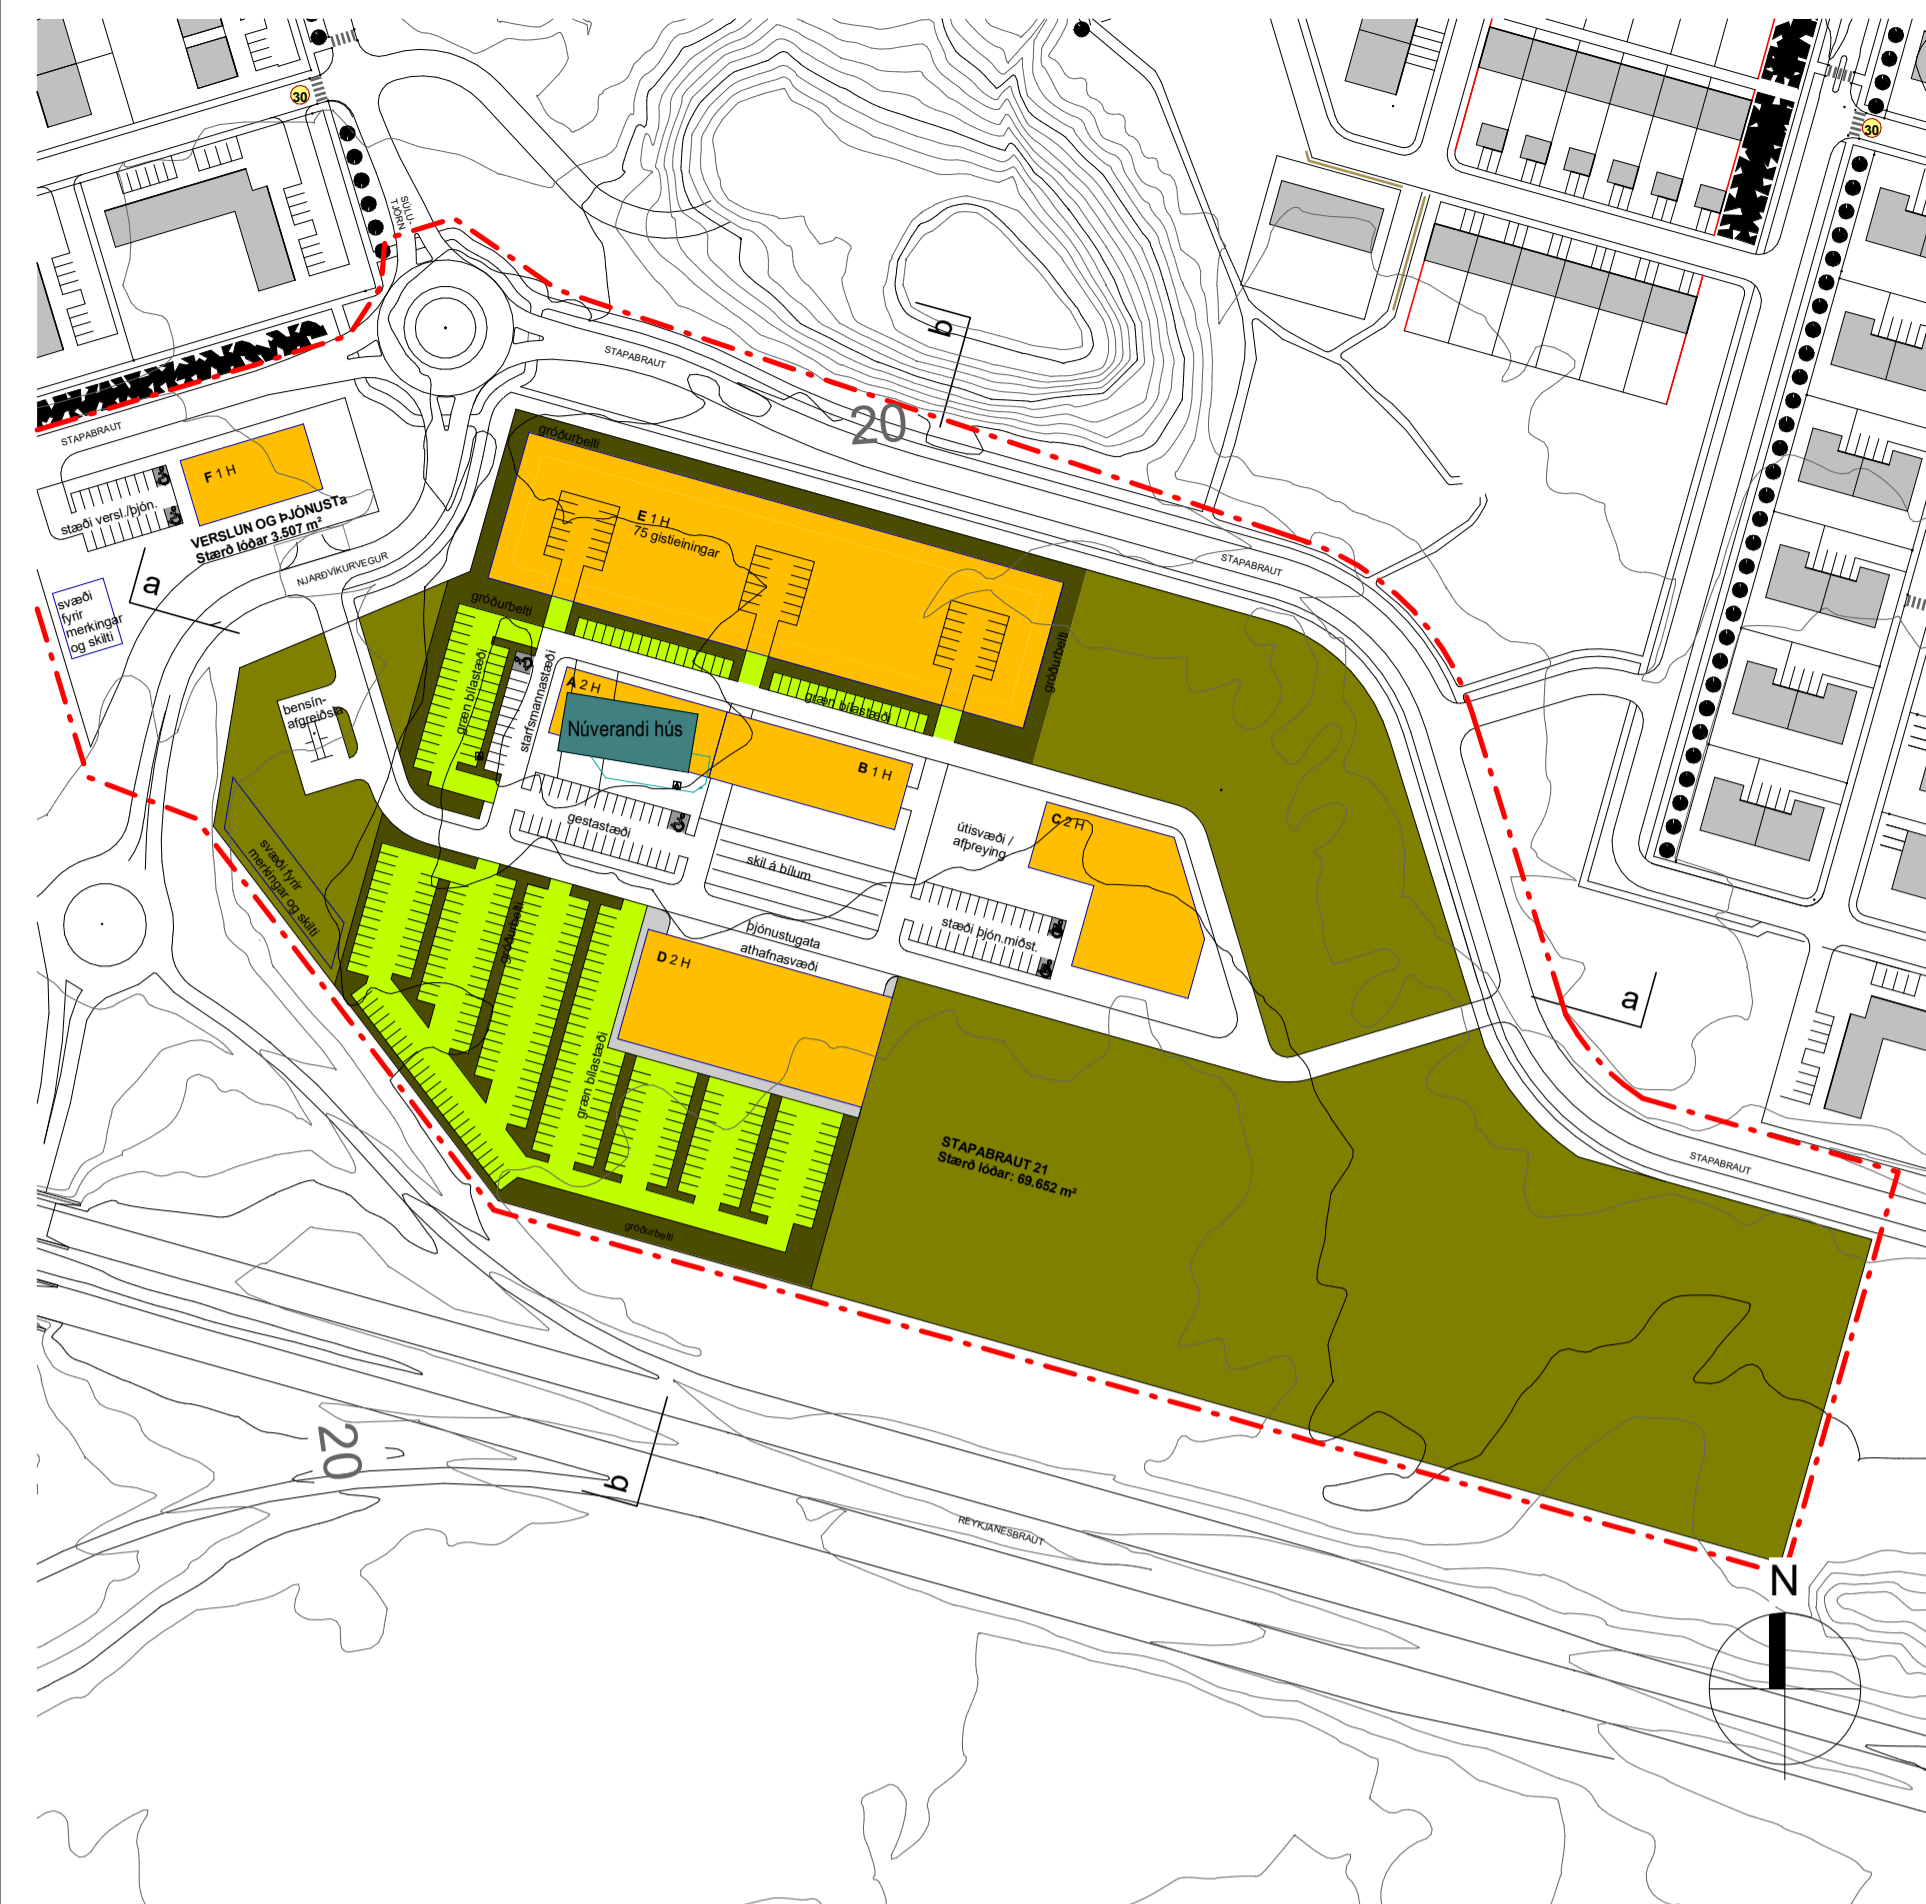 30
30
SÚLU-
TJÖRN
STAPABRAUT
STAPABRAUT
b
20
gróðurbelti
F 1 H
stæði versl./þjón.
VERSLUN OG ÞJÓNUSTa
Stærð lóðar 3.507 m²
E 1 H
75 gistieiningar
STAPABRAUT
NJARÐVÍKURVEGUR
a
svæði
fyrir
merkingar
og skilti
gróðurbelti
gróðurbelti
græn bílastæði
starfsmannastæði
A 2 H
Núverandi hús
græn bílastæði
bensín-
afgreiðsla
B 1 H
gestastæði
skil á bílum
útisvæði /
afþreying
C 2 H
svæði fyrir
merkingar og skilti
gróðurbelti
þjónustugata
athafnasvæði
stæði þjón.miðst.
D 2 H
a
græn bílastæði
STAPABRAUT 21
Stærð lóðar: 69.652 m²
STAPABRAUT
gróðurbelti
20
b
REYKJANESBRAUT
N